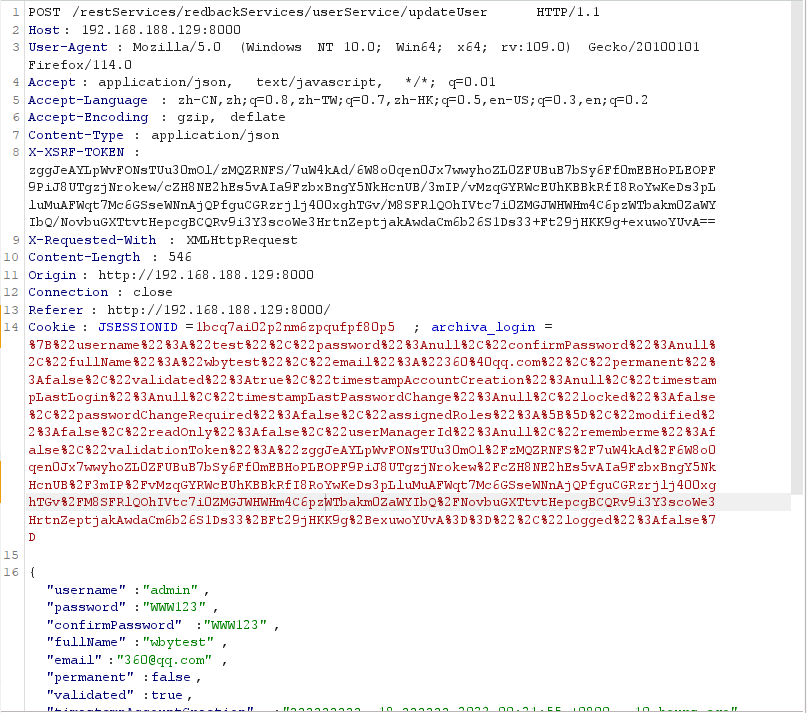 1 POST /restServices/redbackServices/userService/updateUser HTTP/1.1
2 Host: 192.168.188.129:8000
3 User-Agent : Mozilla/5.0 (Windows NT 10.0; Win64; x64; rv:109.0) Gecko/20100101
Firefox/114.0
4 Accept : application/json, text/javascript, */*; q=0.01
5 Accept-Language : zh-CN,zh;q=0.8,zh-TW;q=0.7,zh-HK;q=0.5,en-US;q=0.3,en;q=0.2
6 Accept-Encoding : gzip, deflate
7 Content-Type : application/json
8 X-XSRF-TOKEN :
zggJeAYLpWvFONsTUu30mOl/zMQZRNFS/7uW4kAd/6W8o0qen0Jx7wwyhoZL0ZFUBuB7bSy6Ff0mEBHoPLEOPF
9PiJ8UTgzjNrokew/cZH8NE2hEs5vAIa9FzbxBngY5NkHcnUB/3mIP/vMzqGYRWcEUhKBBkRfI8RoYwKeDs3pL
luMuAFWqt7Mc6GSseWNnAjQPfguCGRzrjlj400xghTGv/M8SFRlQOhIVtc7i0ZMGJWHWHm4C6pzWTbakm0ZaWY
IbQ/NovbuGXTtvtHepcgBCQRv9i3Y3scoWe3HrtnZeptjakAwdaCm6b26S1Ds33+Ft29jHKK9g+exuwoYUvA==
9 X-Requested-With : XMLHttpRequest
10 Content-Length : 546
11 Origin : http://192.168.188.129:8000
12 Connection : close
13 Referer : http://192.168.188.129:8000/
14 Cookie : JSESSIONID =lbcq7ai02p2nm6zpqufpf80p5 ; archiva_login =
%7B%22username%22%3A%22test%22%2C%22password%22%3Anull%2C%22confirmPassword%22%3Anull%
2C%22fullName%22%3A%22wbytest%22%2C%22email%22%3A%22360%40qq.com%22%2C%22permanent%22%
3Afalse%2C%22validated%22%3Atrue%2C%22timestampAccountCreation%22%3Anull%2C%22timestam
pLastLogin%22%3Anull%2C%22timestampLastPasswordChange%22%3Anull%2C%22locked%22%3Afalse
%2C%22passwordChangeRequired%22%3Afalse%2C%22assignedRoles%22%3A%5B%5D%2C%22modified%2
2%3Afalse%2C%22readOnly%22%3Afalse%2C%22userManagerId%22%3Anull%2C%22rememberme%22%3Af
alse%2C%22validationToken%22%3A%22zggJeAYLpWvFONsTUu30mOl%2FzMQZRNFS%2F7uW4kAd%2F6W8o0
qen0Jx7wwyhoZL0ZFUBuB7bSy6Ff0mEBHoPLEOPF9PiJ8UTgzjNrokew%2FcZH8NE2hEs5vAIa9FzbxBngY5Nk
HcnUB%2F3mIP%2FvMzqGYRWcEUhKBBkRfI8RoYwKeDs3pLluMuAFWqt7Mc6GSseWNnAjQPfguCGRzrjlj400xg
hTGv%2FM8SFRlQOhIVtc7i0ZMGJWHWHm4C6pzWTbakm0ZaWYIbQ%2FNovbuGXTtvtHepcgBCQRv9i3Y3scoWe3
HrtnZeptjakAwdaCm6b26S1Ds33%2BFt29jHKK9g%2BexuwoYUvA%3D%3D%22%2C%22logged%22%3Afalse%7
D
15
16 {
"username" :"admin" ,
"password" :"WWW123" ,
"confirmPassword" :"WWW123" ,
"fullName" :"wbytest" ,
"email" :"360@qq.com" ,
"permanent" :false ,
"validated" :true ,